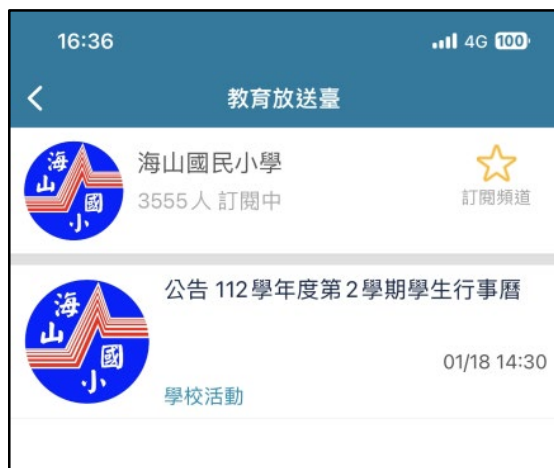 16:36
4G 100
教育放送臺
海山國小
海山國民小學
3555人 訂閱中
訂閱頻道
海山國小
公告 112學年度第2學期學生行事曆
01/18 14:30
學校活動